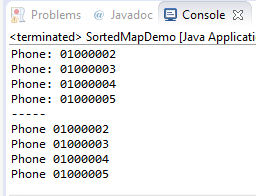 Problems @ Javadoc Console
<terminated> SortedMapDemo [Java Applicatio
Phone: 01000002
Phone: 01000003
Phone: 01000004
Phone: 01000005
-----
Phone 01000002
Phone 01000003
Phone 01000004
Phone 01000005